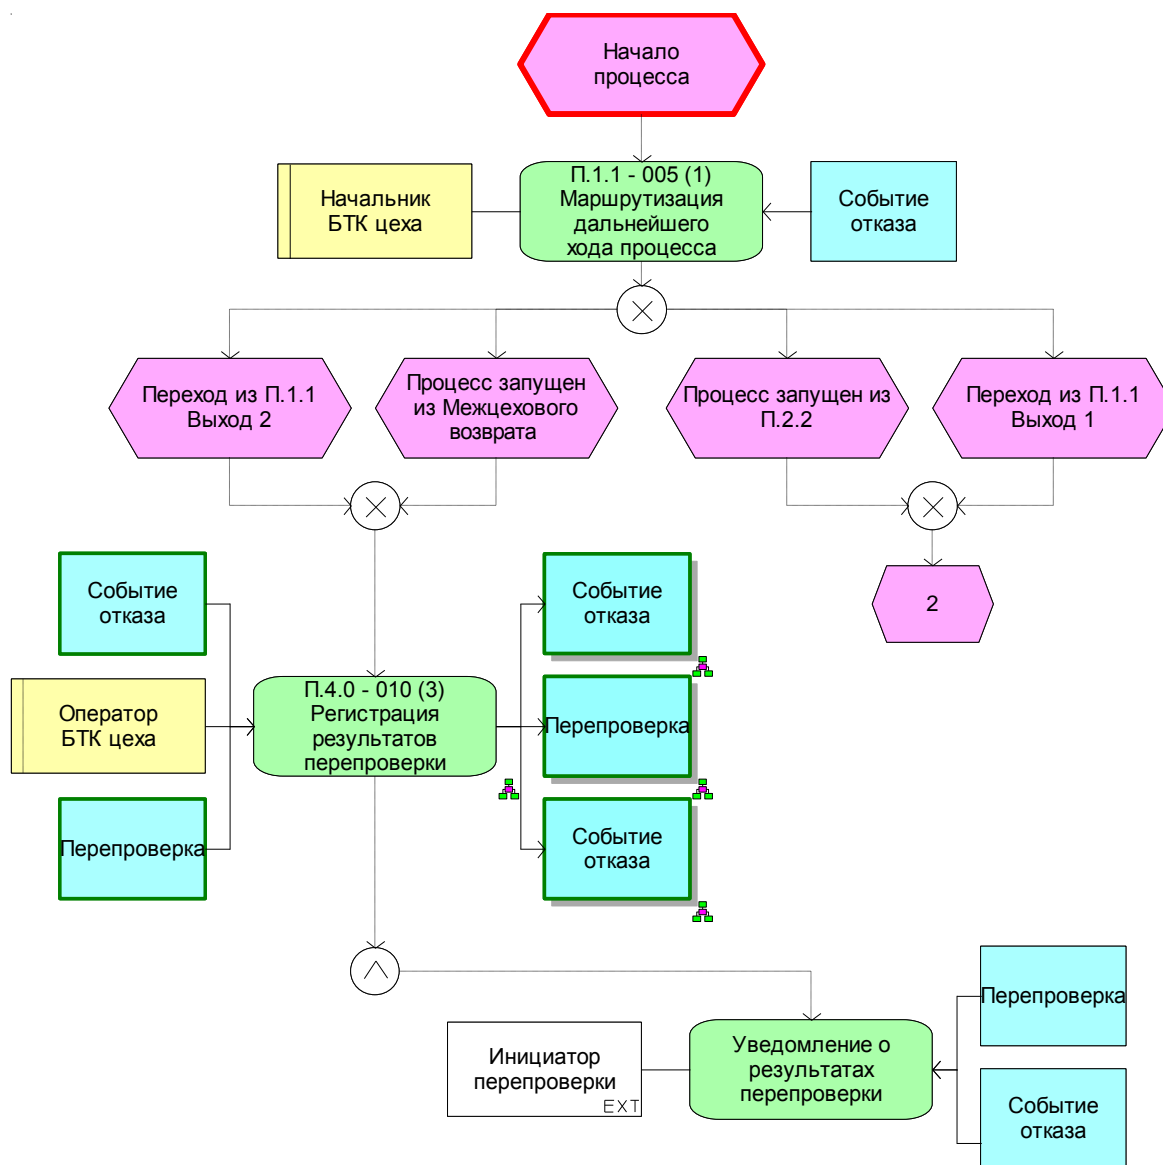 Начало
процесса
Начальник
БТК цеха
П.1.1 - 005 (1)
Маршрутизация
дальнейшего
хода процесса
Событие
отказа
Переход из П.1.1
Выход 2
Процесс запущен
из Межцехового
возврата
Процесс запущен из
П.2.2
Переход из П.1.1
Выход 1
2
Событие
отказа
Событие
отказа
Оператор
БТК цеха
П.4.0 - 010 (3)
Регистрация
результатов
перепроверки
Перепроверка
Перепроверка
Событие
отказа
Инициатор
перепроверки
EXT
Уведомление о
результатах
перепроверки
Перепроверка
Событие
отказа